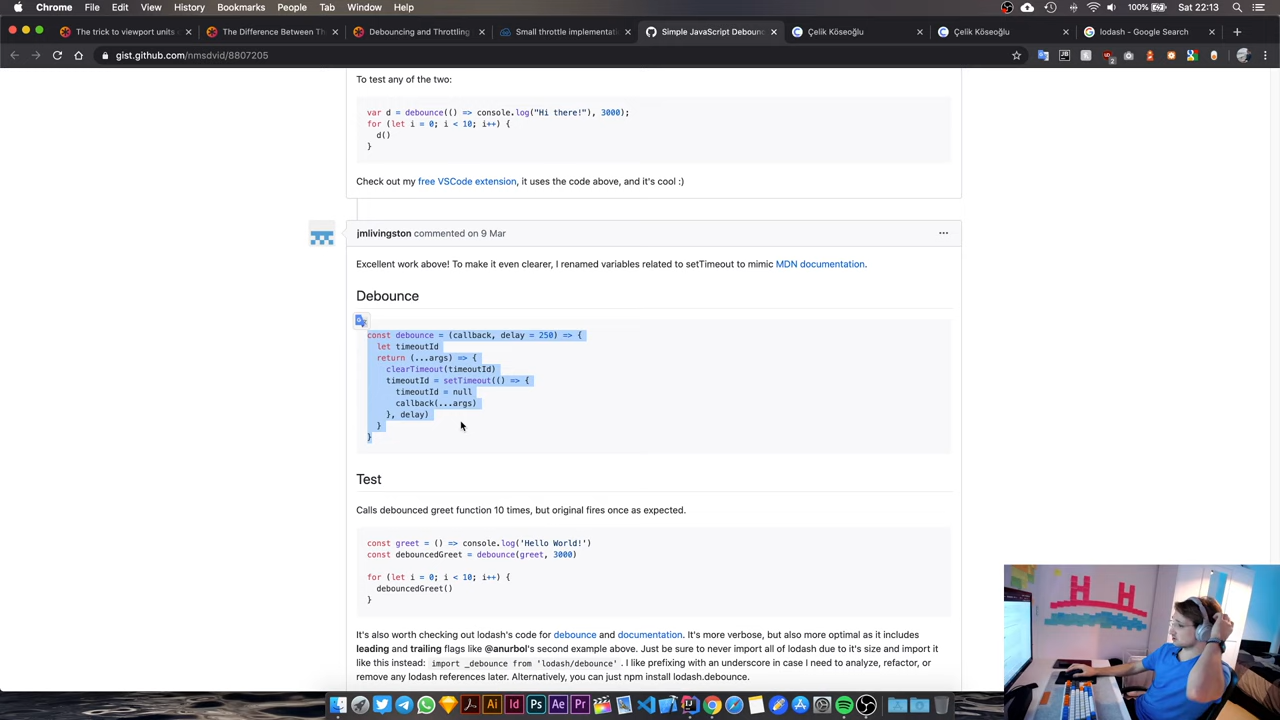 Chrome File Edit View History Bookmarks People Tab Window Help 100% Sat 22:13
The trick to viewport units The Difference Between Th Debouncing and Throttling Small throttle implementat Simple JavaScript Deboun Çelik Köseoğlu Çelik Köseoğlu lodash - Google Search
gist.github.com/nmsdvid/8807205
To test any of the two:
var d = debounce(() => console.log("Hi there!"), 3000);
for (let i = 0; i < 10; i++) {
d()
}
Check out my free VSCode extension, it uses the code above, and it's cool :)
jmlivingston commented on 9 Mar
Excellent work above! To make it even clearer, I renamed variables related to setTimeout to mimic MDN documentation.
Debounce
const debounce = (callback, delay = 250) => {
let timeoutId
return (...args) => {
clearTimeout(timeoutId)
timeoutId = setTimeout(() => {
timeoutId = null
callback(...args)
}, delay)
}
}
Test
Calls debounced greet function 10 times, but original fires once as expected.
const greet = () => console.log('Hello World!')
const debouncedGreet = debounce(greet, 3000)
for (let i = 0; i < 10; i++) {
debouncedGreet()
}
It's also worth checking out lodash's code for debounce and documentation. It's more verbose, but also more optimal as it includes
leading and trailing flags like @anurbol's second example above. Just be sure to never import all of lodash due to it's size and import it
like this instead: import _debounce from 'lodash/debounce' . I like prefixing with an underscore in case I need to analyze, refactor, or
remove any lodash references later. Alternatively, you can just npm install lodash.debounce.
Ai Id Ps Ae Pr